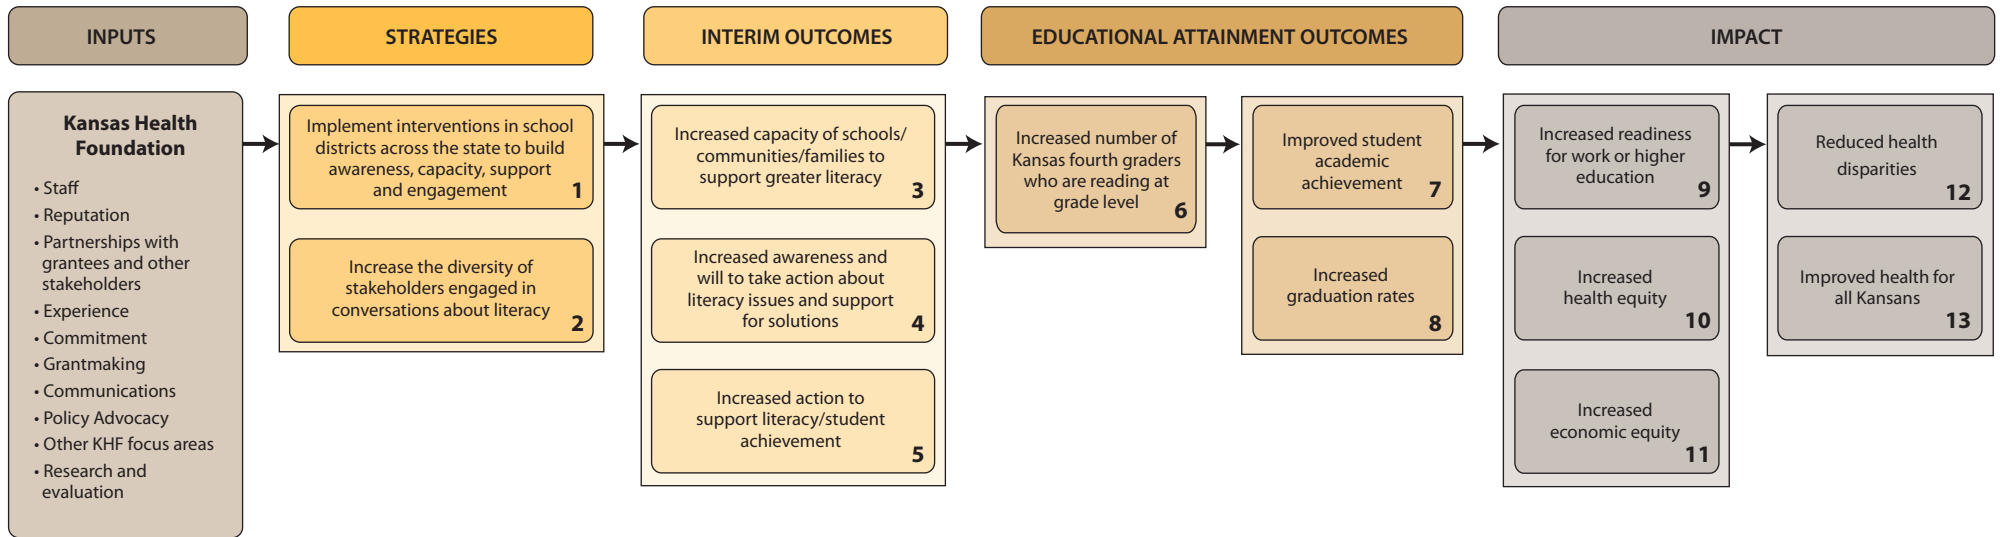 INPUTS
STRATEGIES
INTERIM OUTCOMES
EDUCATIONAL ATTAINMENT OUTCOMES
IMPACT
Kansas Health
Foundation
• Staff
• Reputation
• Partnerships with
grantees and other
stakeholders
• Experience
• Commitment
• Grantmaking
• Communications
• Policy Advocacy
• Other KHF focus areas
• Research and
evaluation
Implement interventions in school
districts across the state to build
awareness, capacity, support
and engagement
1
Increase the diversity of
stakeholders engaged in
conversations about literacy
2
Increased capacity of schools/
communities/families to
support greater literacy
3
Increased awareness and
will to take action about
literacy issues and support
for solutions
4
Increased action to
support literacy/student
achievement
5
Increased number of
Kansas fourth graders
who are reading at
grade level
6
Improved student
academic
achievement
7
Increased
graduation rates
8
Increased readiness
for work or higher
education
9
Increased
health equity
10
Increased
economic equity
11
Reduced health
disparities
12
Improved health for
all Kansans
13